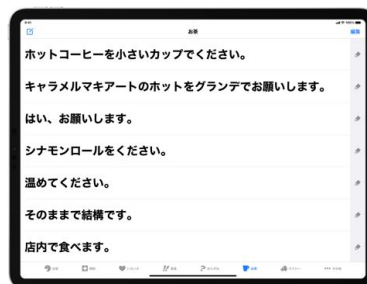 お茶
編集
ホットコーヒーを小さいカップでください。
キャラメルマキアートのホットをグランデでお願いします。
はい、お願いします。
シナモンロールをください。
温めてください。
そのままで結構です。
店内で食べます。